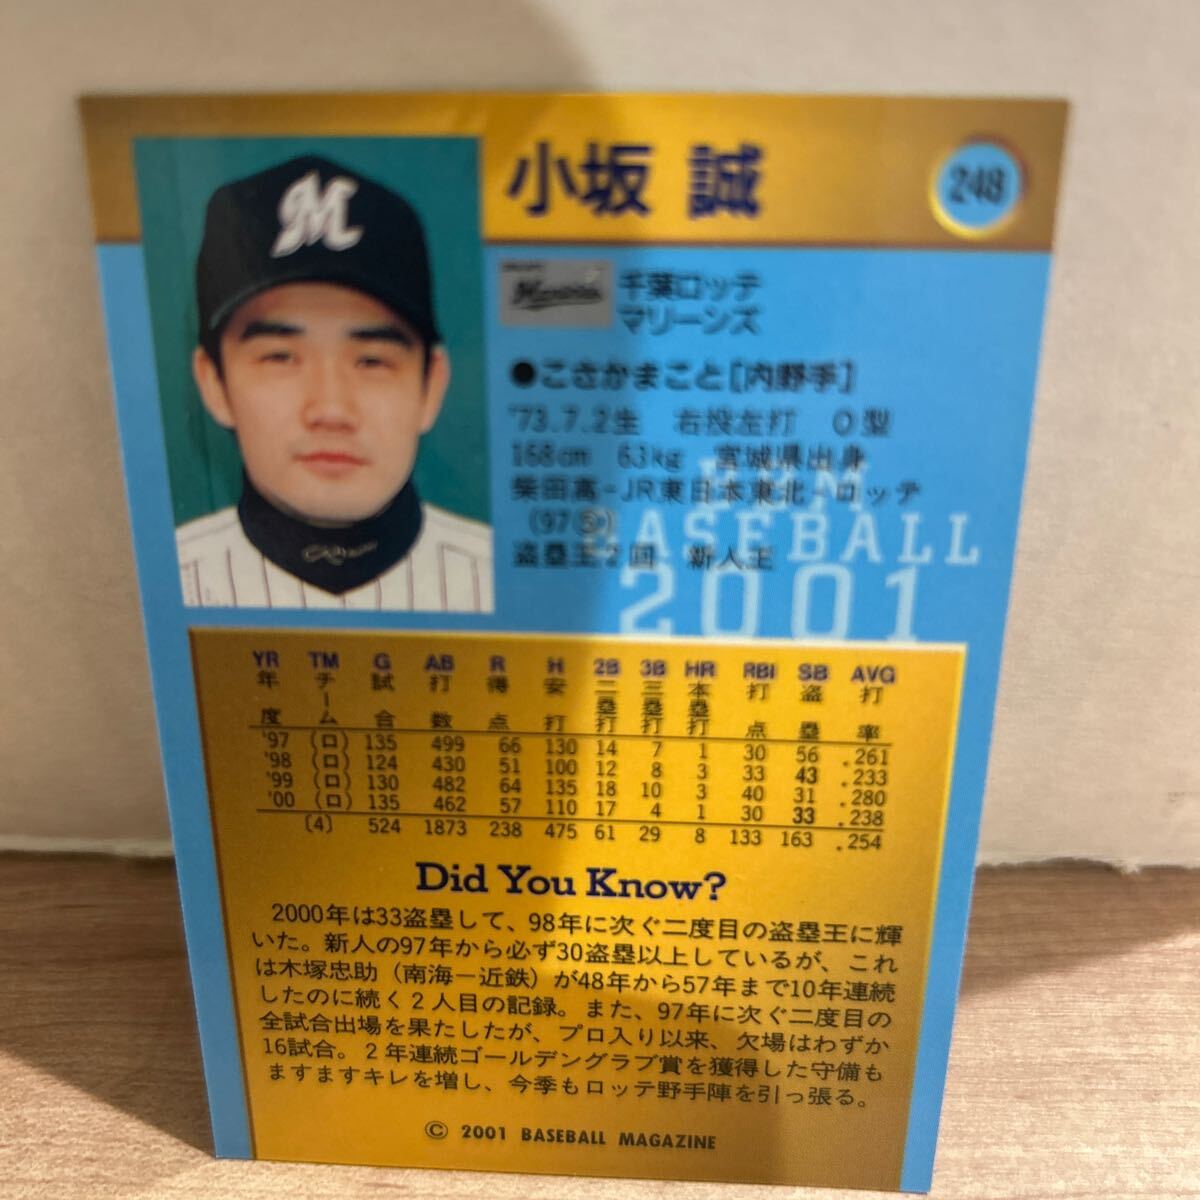 小坂 誠
248
M
Marines
千葉ロッテ
マリーンズ
●こさかまこと[内野手]
'73.7.2生 右投左打 O型
168cm 63kg 宮城県出身
柴田高-JR東日本東北-ロッテ
(97⑤)
盗塁王2回 新人王
BBM
BASEBALL
2001
YR TM G AB R H 2B 3B HR RBI SB AVG
年度 チーム 試合 打数 得点 安打 二塁打 三塁打 本塁打 打点 盗塁 打率
'97 (ロ) 135 499 66 130 14 7 1 30 56 .261
'98 (ロ) 124 430 51 100 12 8 3 33 43 .233
'99 (ロ) 130 482 64 135 18 10 3 40 31 .280
'00 (ロ) 135 462 57 110 17 4 1 30 33 .238
(4) 524 1873 238 475 61 29 8 133 163 .254
Did You Know?
2000年は33盗塁して、98年に次ぐ二度目の盗塁王に輝
いた。新人の97年から必ず30盗塁以上しているが、これ
は木塚忠助（南海－近鉄）が48年から57年まで10年連続
したのに続く2人目の記録。また、97年に次ぐ二度目の
全試合出場を果たしたが、プロ入り以来、欠場はわずか
16試合。2年連続ゴールデングラブ賞を獲得した守備も
ますますキレを増し、今季もロッテ野手陣を引っ張る。
© 2001 BASEBALL MAGAZINE